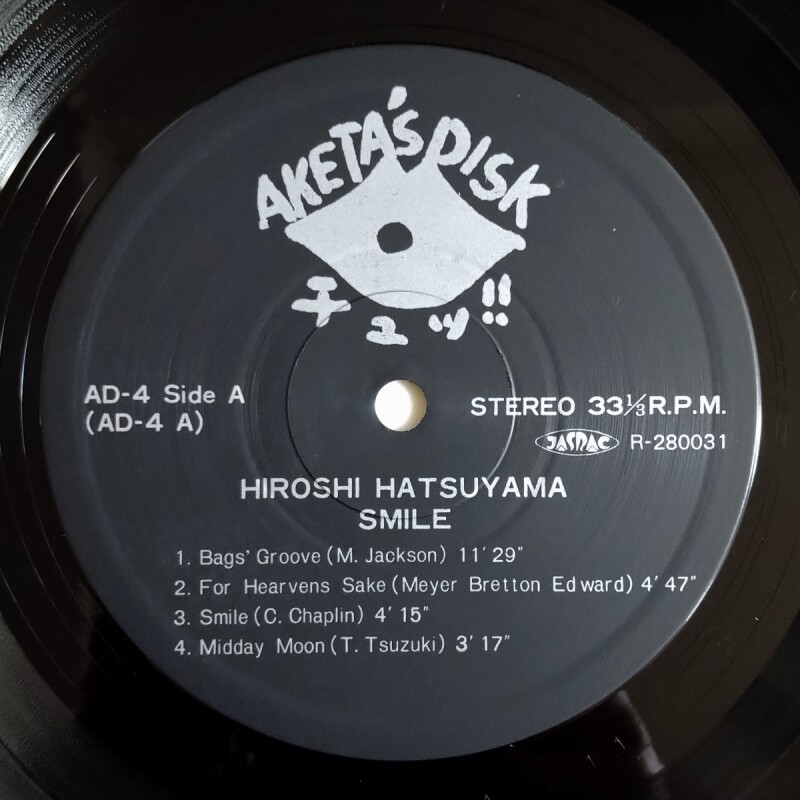 AKETA'S DISK
チュッ!!
AD-4 Side A
(AD-4 A)
STEREO 33⅓R.P.M.
JASRAC R-280031
HIROSHI HATSUYAMA
SMILE
1. Bags' Groove (M. Jackson) 11' 29"
2. For Hearvens Sake (Meyer Bretton Edward) 4' 47"
3. Smile (C. Chaplin) 4' 15"
4. Midday Moon (T. Tsuzuki) 3' 17"